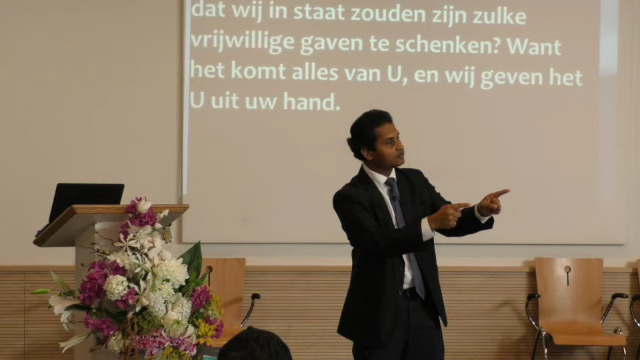 dat wij in staat zouden zijn zulke
vrijwillige gaven te schenken? Want
het komt alles van U, en wij geven het
U uit uw hand.